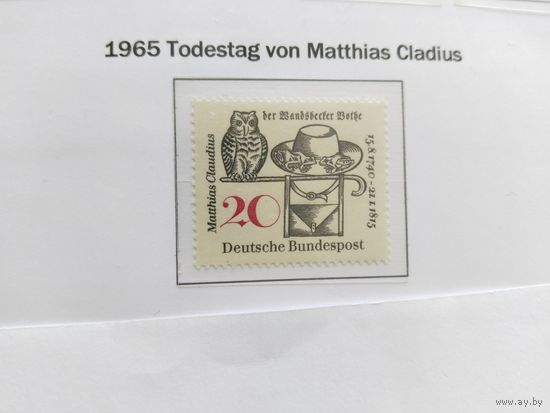 1965 Todestag von Matthias Cladius
der Wandsbecker Bothe
Matthias Claudius
15.8.1740-21.1.1815
20
Deutsche Bundespost
www.ay.by